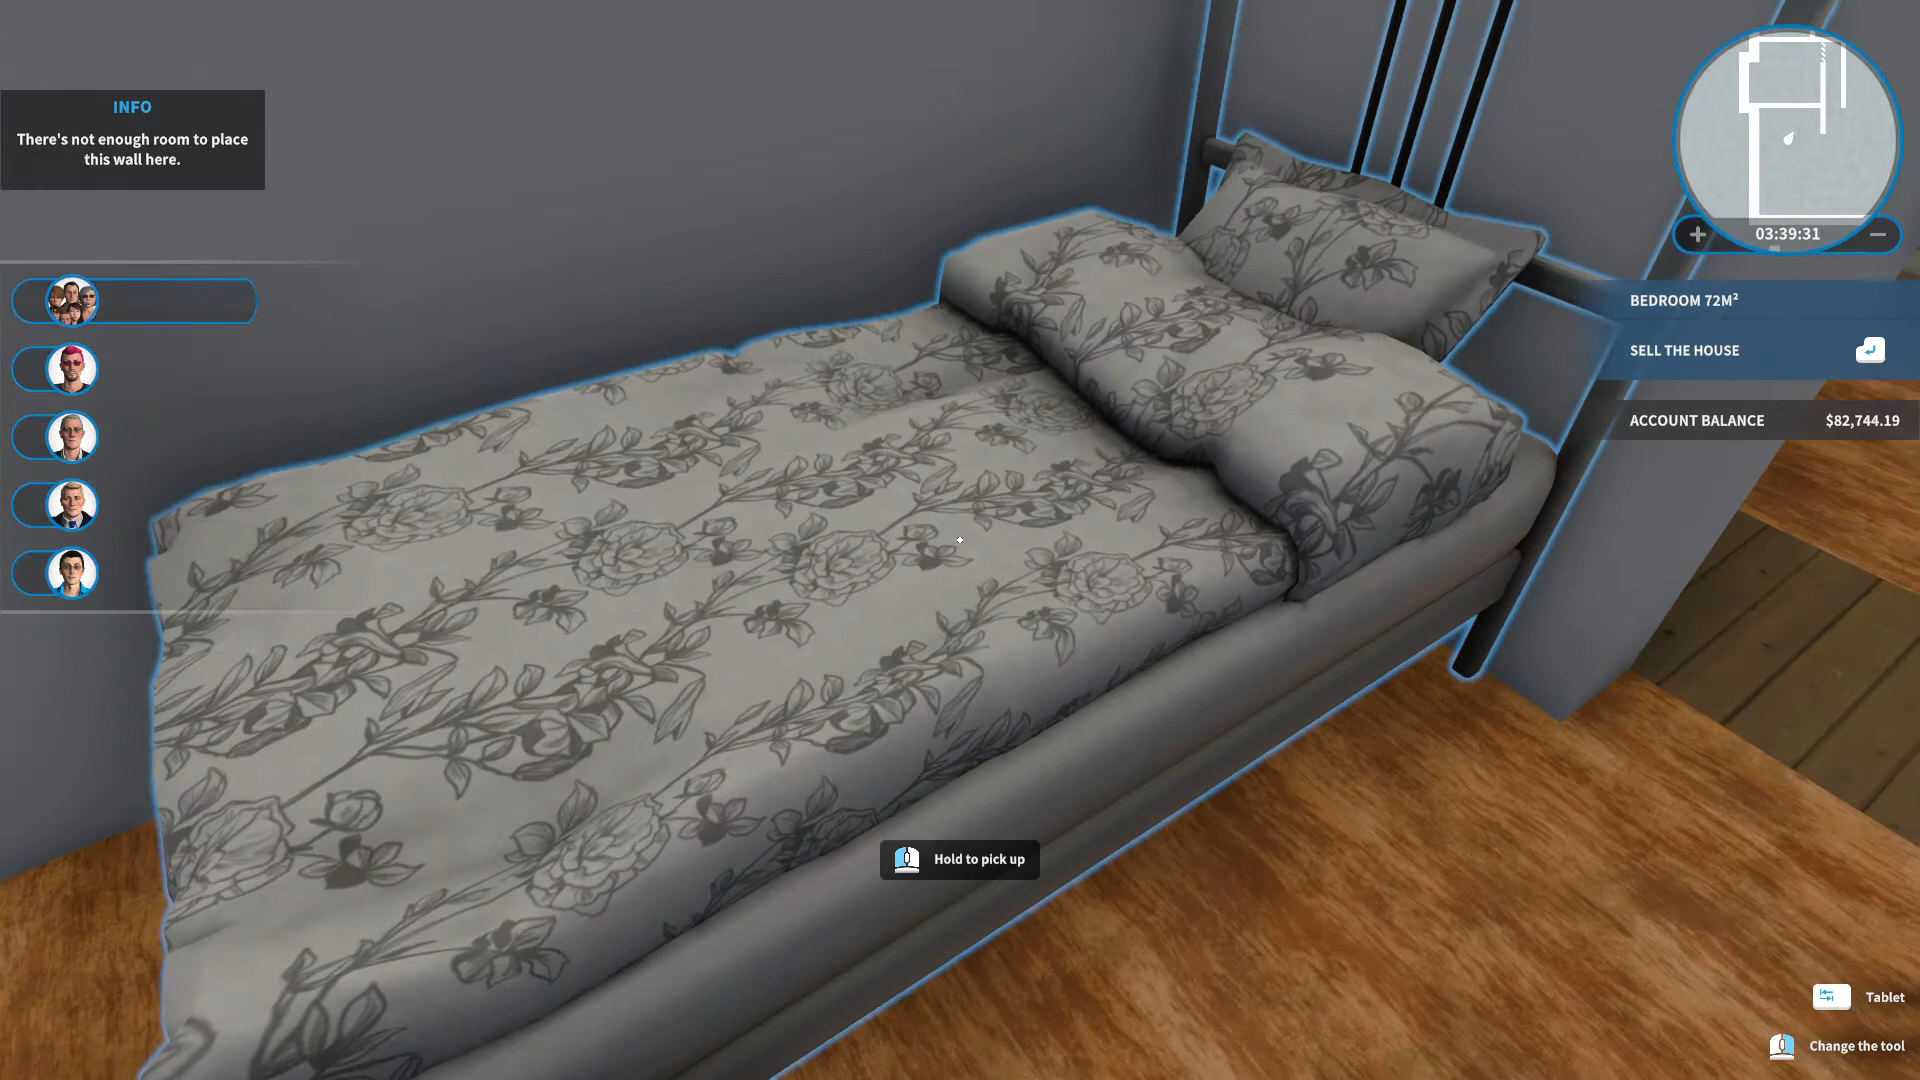 INFO
There's not enough room to place
this wall here.
03:39:31
BEDROOM 72M²
SELL THE HOUSE
ACCOUNT BALANCE $82,744.19
Hold to pick up
Tablet
Change the tool